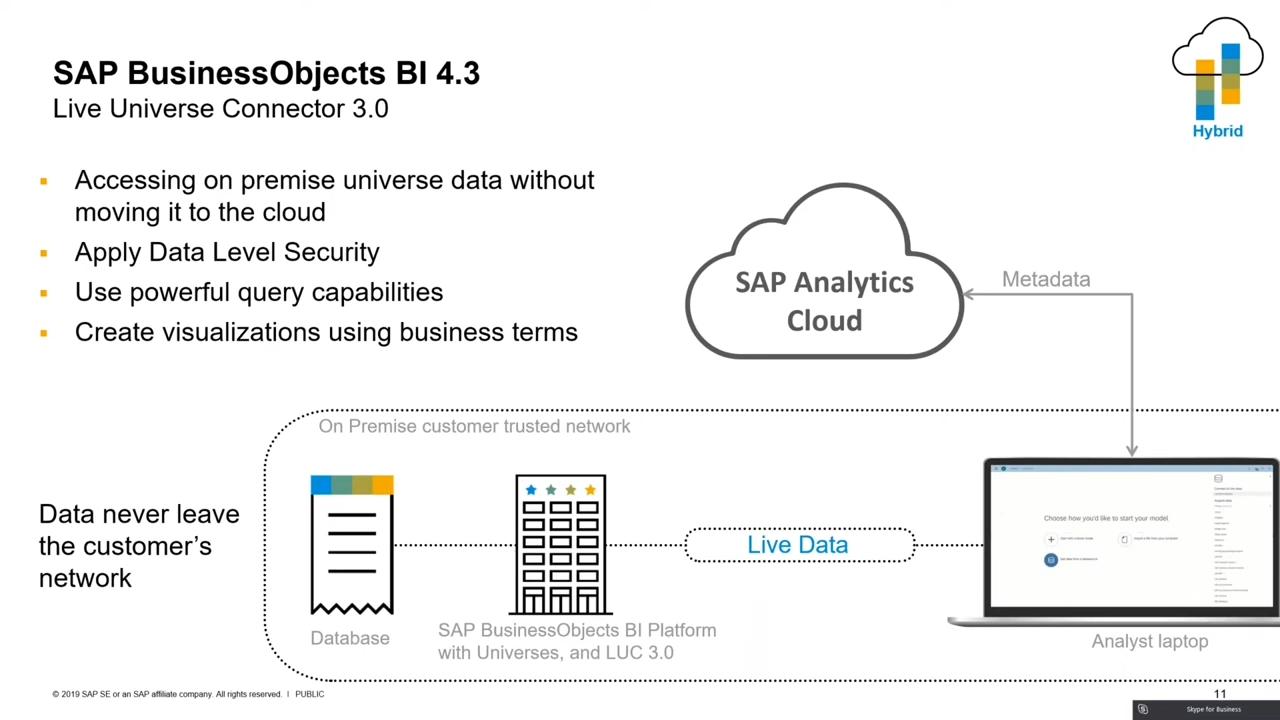 SAP BusinessObjects BI 4.3
Live Universe Connector 3.0
Hybrid
Accessing on premise universe data without
moving it to the cloud
Apply Data Level Security
Use powerful query capabilities
Create visualizations using business terms
SAP Analytics
Cloud
Metadata
On Premise customer trusted network
Data never leave
the customer's
network
Live Data
Choose how you'd like to start your model
Database
SAP BusinessObjects BI Platform
with Universes, and LUC 3.0
Analyst laptop
© 2019 SAP SE or an SAP affiliate company. All rights reserved. I PUBLIC
11
Skype for Business